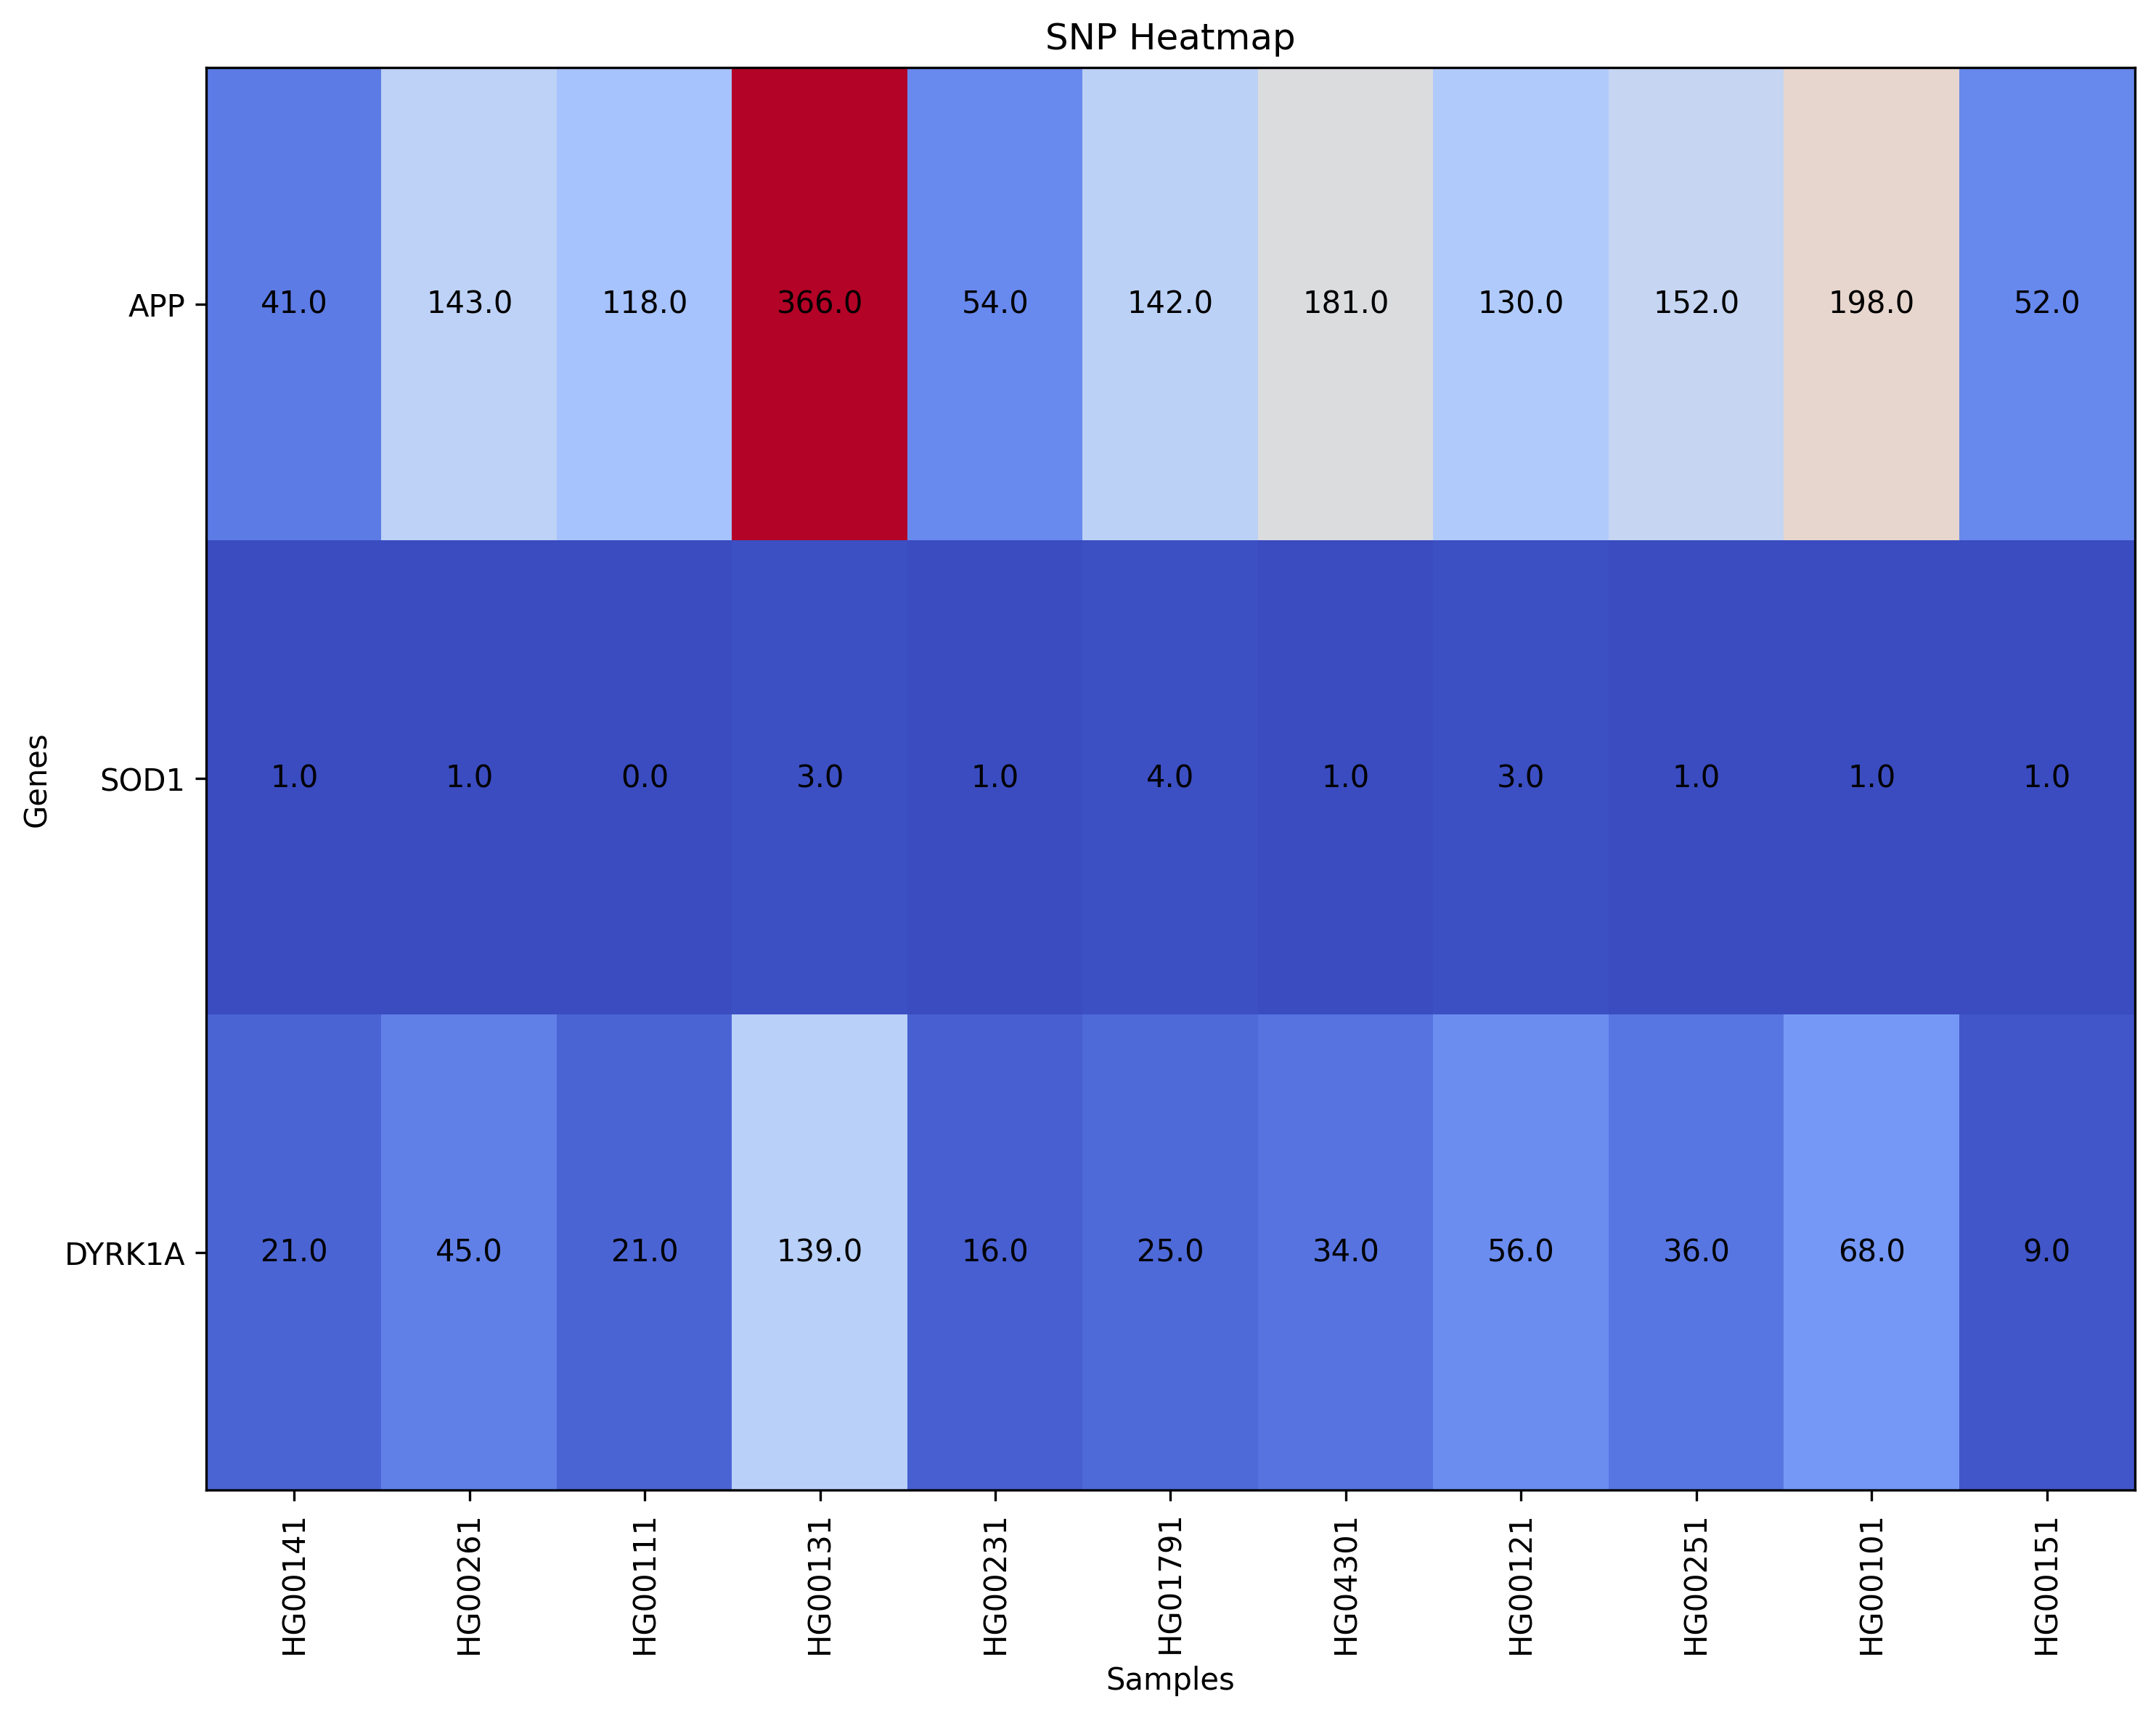 SNP Heatmap
APP 41.0 143.0 118.0 366.0 54.0 142.0 181.0 130.0 152.0 198.0 52.0
Genes
SOD1 1.0 1.0 0.0 3.0 1.0 4.0 1.0 3.0 1.0 1.0 1.0
DYRK1A 21.0 45.0 21.0 139.0 16.0 25.0 34.0 56.0 36.0 68.0 9.0
HG00141 HG00261 HG00111 HG00131 HG00231 HG01791 HG04301 HG00121 HG00251 HG00101 HG00151
Samples